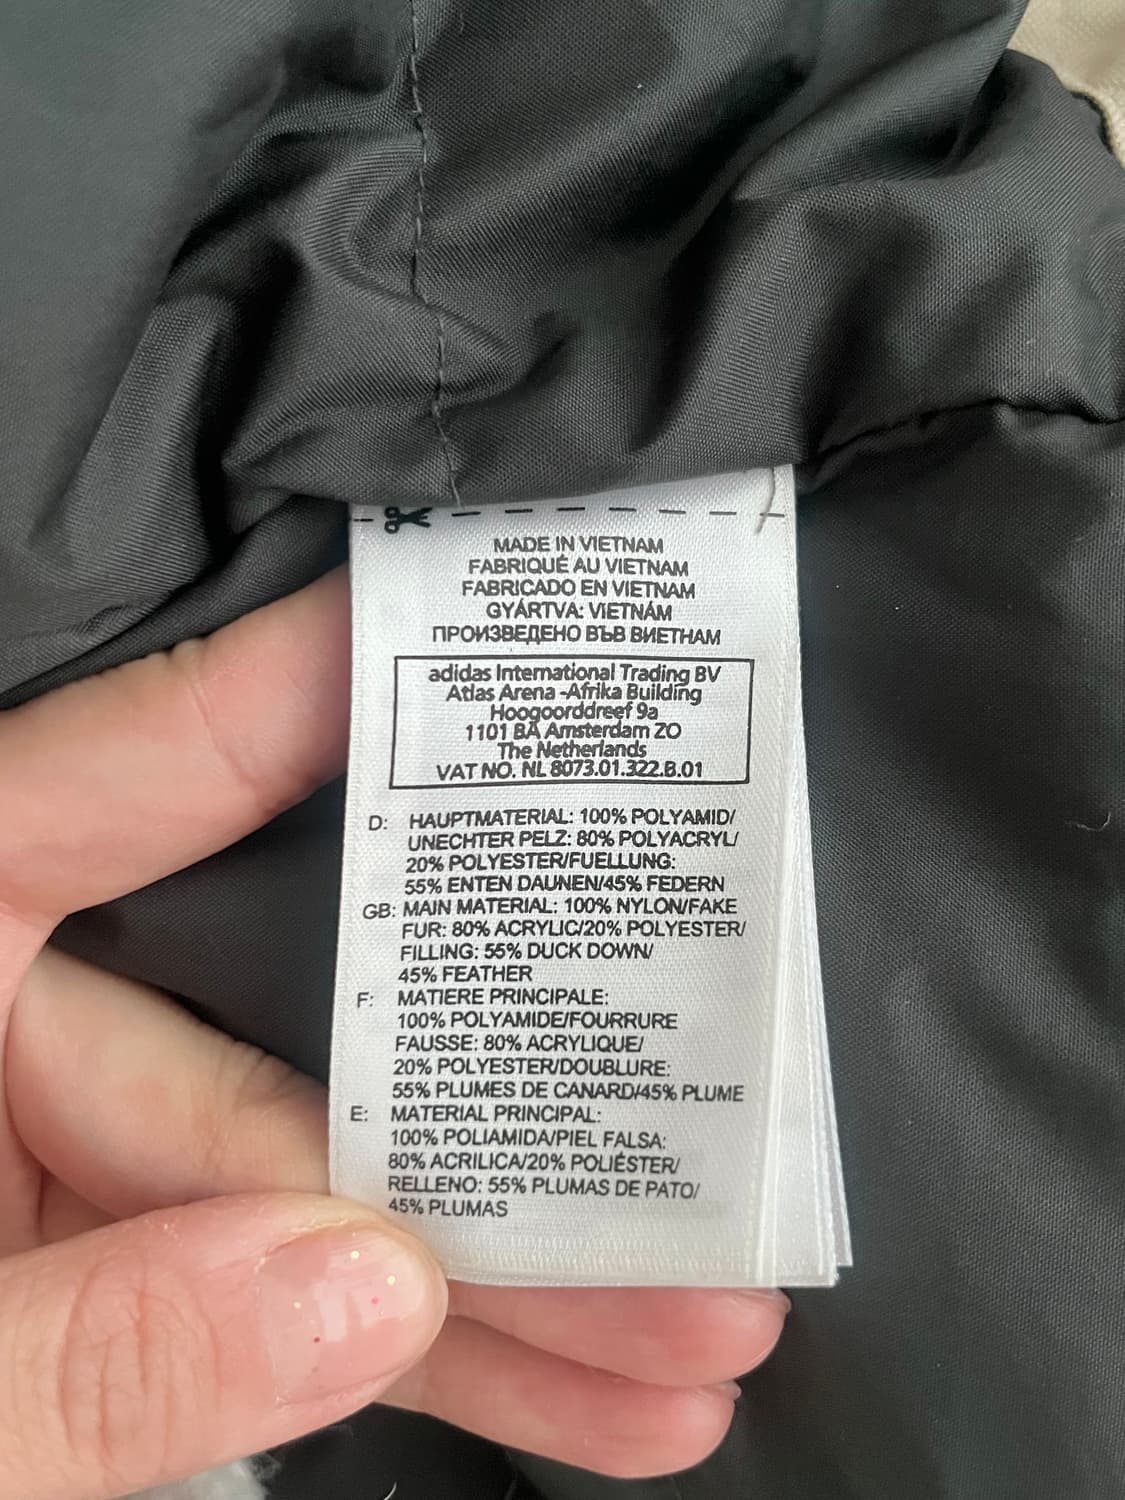 MADE IN VIETNAM
FABRIQUÉ AU VIETNAM
FABRICADO EN VIETNAM
GYÁRTVA: VIETNÁM
ПРОИЗВЕДЕНО ВЪВ ВИЕТНАМ
adidas International Trading BV
Atlas Arena -Afrika Building
Hoogoorddreef 9a
1101 BA Amsterdam ZO
The Netherlands
VAT NO. NL 8073.01.322.B.01
D: HAUPTMATERIAL: 100% POLYAMID/
UNECHTER PELZ: 80% POLYACRYL/
20% POLYESTER/FUELLUNG:
55% ENTEN DAUNEN/45% FEDERN
GB: MAIN MATERIAL: 100% NYLON/FAKE
FUR: 80% ACRYLIC/20% POLYESTER/
FILLING: 55% DUCK DOWN/
45% FEATHER
F: MATIERE PRINCIPALE:
100% POLYAMIDE/FOURRURE
FAUSSE: 80% ACRYLIQUE/
20% POLYESTER/DOUBLURE:
55% PLUMES DE CANARD/45% PLUME
E: MATERIAL PRINCIPAL:
100% POLIAMIDA/PIEL FALSA:
80% ACRILICA/20% POLIÉSTER/
RELLENO: 55% PLUMAS DE PATO/
45% PLUMAS